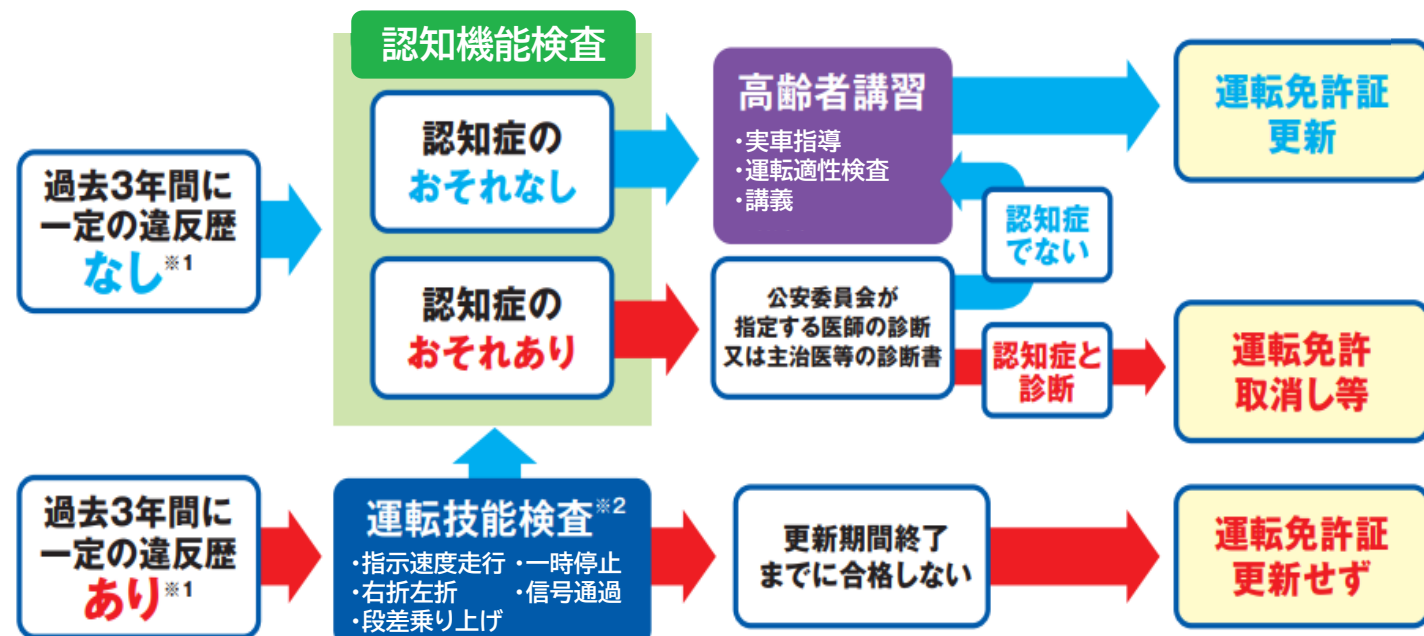 認知機能検査
過去3年間に
一定の違反歴
なし※1
認知症の
おそれなし
高齢者講習
・実車指導
・運転適性検査
・講義
運転免許証
更新
認知症
でない
認知症の
おそれあり
公安委員会が
指定する医師の診断
又は主治医等の診断書
認知症と
診断
運転免許
取消し等
過去3年間に
一定の違反歴
あり※1
運転技能検査※2
・指示速度走行 ・一時停止
・右折左折 ・信号通過
・段差乗り上げ
更新期間終了
までに合格しない
運転免許証
更新せず